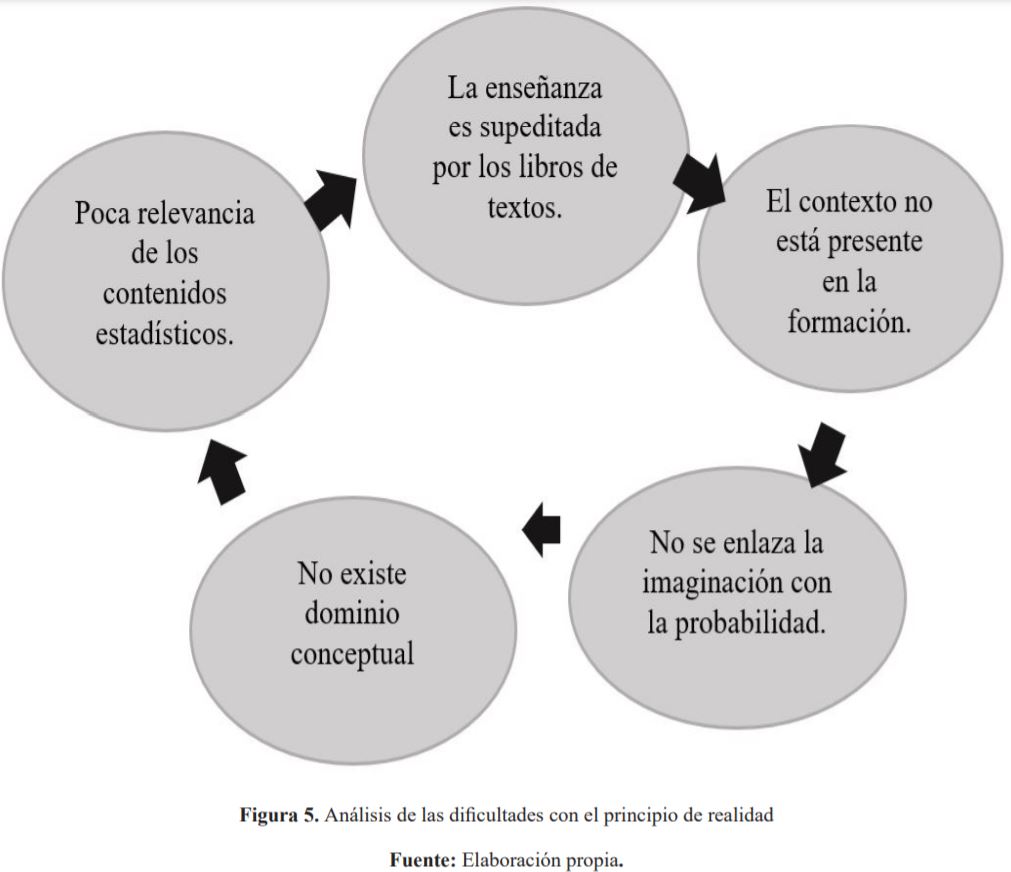 La enseñanza
es supeditada
por los libros de
textos.
El contexto no
está presente
en la
formación.
No se enlaza la
imaginación con
la probabilidad.
No existe
dominio
conceptual
Poca relevancia
de los
contenidos
estadísticos.
Figura 5. Análisis de las dificultades con el principio de realidad
Fuente: Elaboración propia.